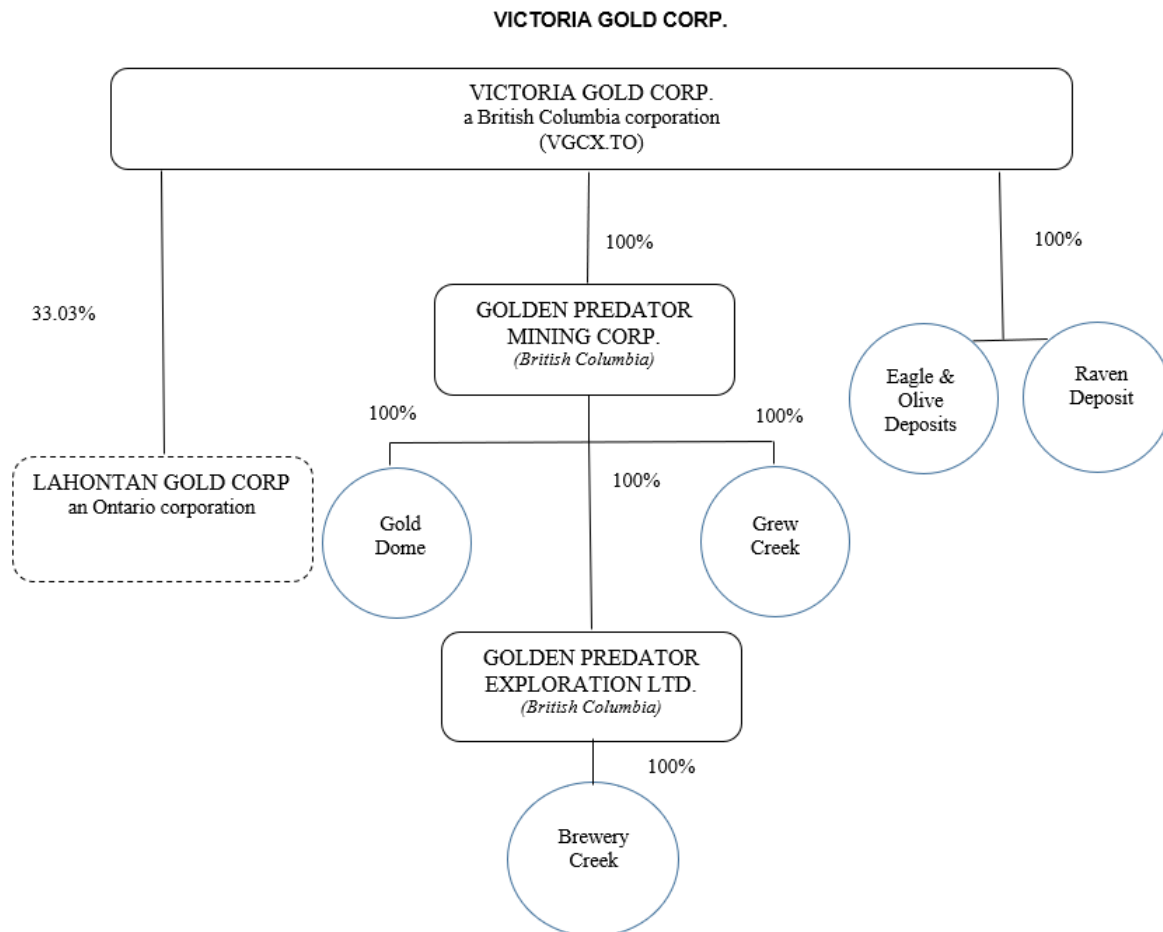 VICTORIA GOLD CORP.
VICTORIA GOLD CORP.
a British Columbia corporation
(VGCX.TO)
100%
100%
33.03%
GOLDEN PREDATOR
MINING CORP.
(British Columbia)
Eagle &
Olive
Deposits
Raven
Deposit
100%
100%
LAHONTAN GOLD CORP
an Ontario corporation
100%
Gold
Dome
Grew
Creek
GOLDEN PREDATOR
EXPLORATION LTD.
(British Columbia)
100%
Brewery
Creek